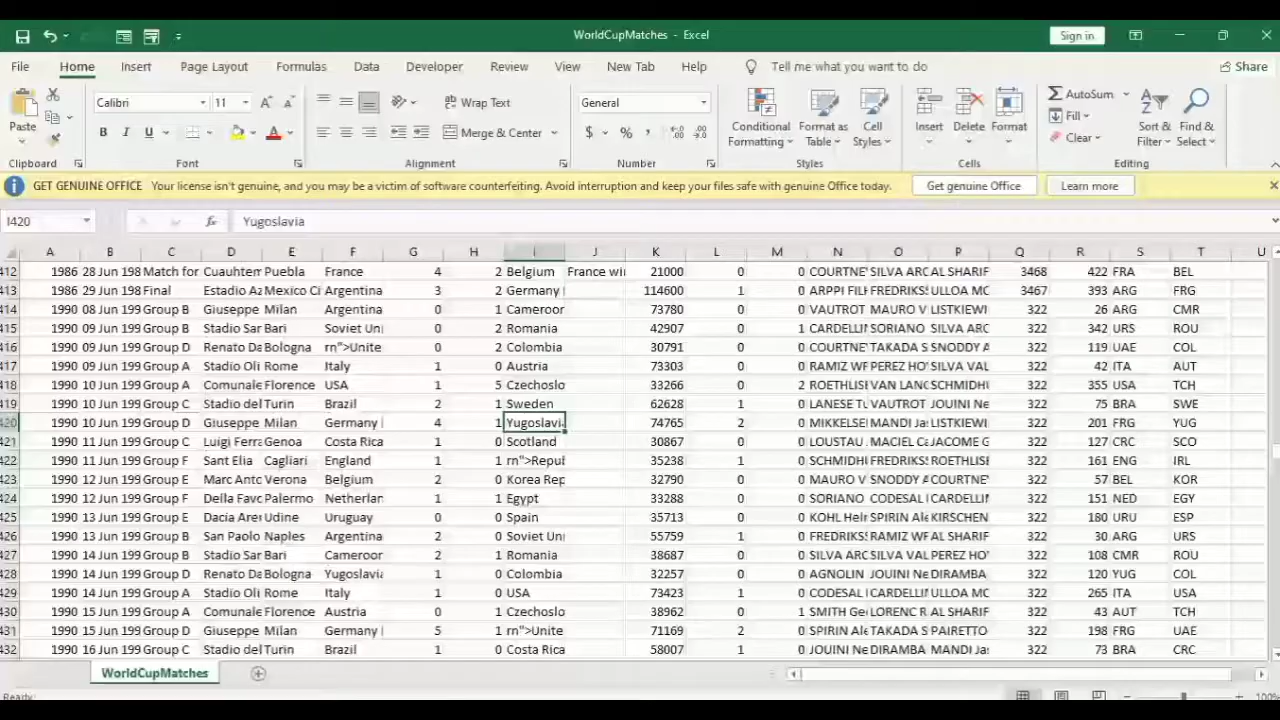 WorldCupMatches - Excel
Sign in
File Home Insert Page Layout Formulas Data Developer Review View New Tab Help Tell me what you want to do Share
Calibri 11 Wrap Text General AutoSum
Paste B I U Merge & Center $ % , Conditional Formatting Format as Table Cell Styles Insert Delete Format Fill Clear Sort & Filter Find & Select
Clipboard Font Alignment Number Styles Cells Editing
GET GENUINE OFFICE Your license isn't genuine, and you may be a victim of software counterfeiting. Avoid interruption and keep your files safe with genuine Office today. Get genuine Office Learn more
I420 fx Yugoslavia
A B C D E F G H I J K L M N O P Q R S T U
412 1986 28 Jun 198 Match for Cuauhtem Puebla France 4 2 Belgium France wi 21000 0 0 COURTNE SILVA ARC AL SHARIF 3468 422 FRA BEL
413 1986 29 Jun 198 Final Estadio Az Mexico Ci Argentina 3 2 Germany 114600 1 0 ARPPI FILH FREDRIKS ULLOA MO 3467 393 ARG FRG
414 1990 08 Jun 199 Group B Giuseppe Milan Argentina 0 1 Cameroor 73780 0 0 VAUTROT MAURO V LISTKIEWI 322 26 ARG CMR
415 1990 09 Jun 199 Group B Stadio Sar Bari Soviet Uni 0 2 Romania 42907 0 1 CARDELLIN SORIANO SILVA ARC 322 342 URS ROU
416 1990 09 Jun 199 Group D Renato Da Bologna rn">Unite 0 2 Colombia 30791 0 0 COURTNE TAKADA S SNODDY A 322 119 UAE COL
417 1990 09 Jun 199 Group A Stadio Oli Rome Italy 1 0 Austria 73303 0 0 RAMIZ WF PEREZ HO SILVA VAL 322 42 ITA AUT
418 1990 10 Jun 199 Group A Comunale Florence USA 1 5 Czechoslo 33266 0 2 ROETHLISE VAN LANG SCHMIDHI 322 355 USA TCH
419 1990 10 Jun 199 Group C Stadio del Turin Brazil 2 1 Sweden 62628 1 0 LANESE TU VAUTROT JOUINI Ne 322 75 BRA SWE
420 1990 10 Jun 199 Group D Giuseppe Milan Germany 4 1 Yugoslavi 74765 2 0 MIKKELSE MANDI Ja LISTKIEWI 322 201 FRG YUG
421 1990 11 Jun 199 Group C Luigi Ferra Genoa Costa Rica 1 0 Scotland 30867 0 0 LOUSTAU MACIEL Ca JACOME G 322 127 CRC SCO
422 1990 11 Jun 199 Group F Sant Elia Cagliari England 1 1 rn">Repul 35238 1 0 SCHMIDHI FREDRIKS ROETHLIS 322 161 ENG IRL
423 1990 12 Jun 199 Group E Marc Anto Verona Belgium 2 0 Korea Rep 32790 0 0 MAURO V SNODDY A COURTNE 322 57 BEL KOR
424 1990 12 Jun 199 Group F Della Favo Palermo Netherlan 1 1 Egypt 33288 0 0 SORIANO CODESAL I CARDELLIN 322 151 NED EGY
425 1990 13 Jun 199 Group E Dacia Arer Udine Uruguay 0 0 Spain 35713 0 0 KOHL Heln SPIRIN Ale KIRSCHEN 322 180 URU ESP
426 1990 13 Jun 199 Group B San Paolo Naples Argentina 2 0 Soviet Uni 55759 1 0 FREDRIKS RAMIZ WF AGNOLIN 322 30 ARG URS
427 1990 14 Jun 199 Group B Stadio Sar Bari Cameroor 2 1 Romania 38687 0 0 SILVA ARC SILVA VAL PEREZ HO 322 108 CMR ROU
428 1990 14 Jun 199 Group D Renato Da Bologna Yugoslavi 1 0 Colombia 32257 0 0 AGNOLIN JOUINI Ne DIRAMBA 322 120 YUG COL
429 1990 14 Jun 199 Group A Stadio Oli Rome Italy 1 0 USA 73423 1 0 CODESAL I CARDELLIN ULLOA MO 322 265 ITA USA
430 1990 15 Jun 199 Group A Comunale Florence Austria 0 1 Czechoslo 38962 0 1 SMITH Geo LORENC R AL SHARIF 322 43 AUT TCH
431 1990 15 Jun 199 Group D Giuseppe Milan Germany 5 1 rn">Unite 71169 2 0 SPIRIN Ale TAKADA S PAIRETTO 322 198 FRG UAE
432 1990 16 Jun 199 Group C Stadio del Turin Brazil 1 0 Costa Rica 58007 0 0 JOUINI Ne DIRAMBA MANDI Ja 322 73 BRA CRC
WorldCupMatches
100%